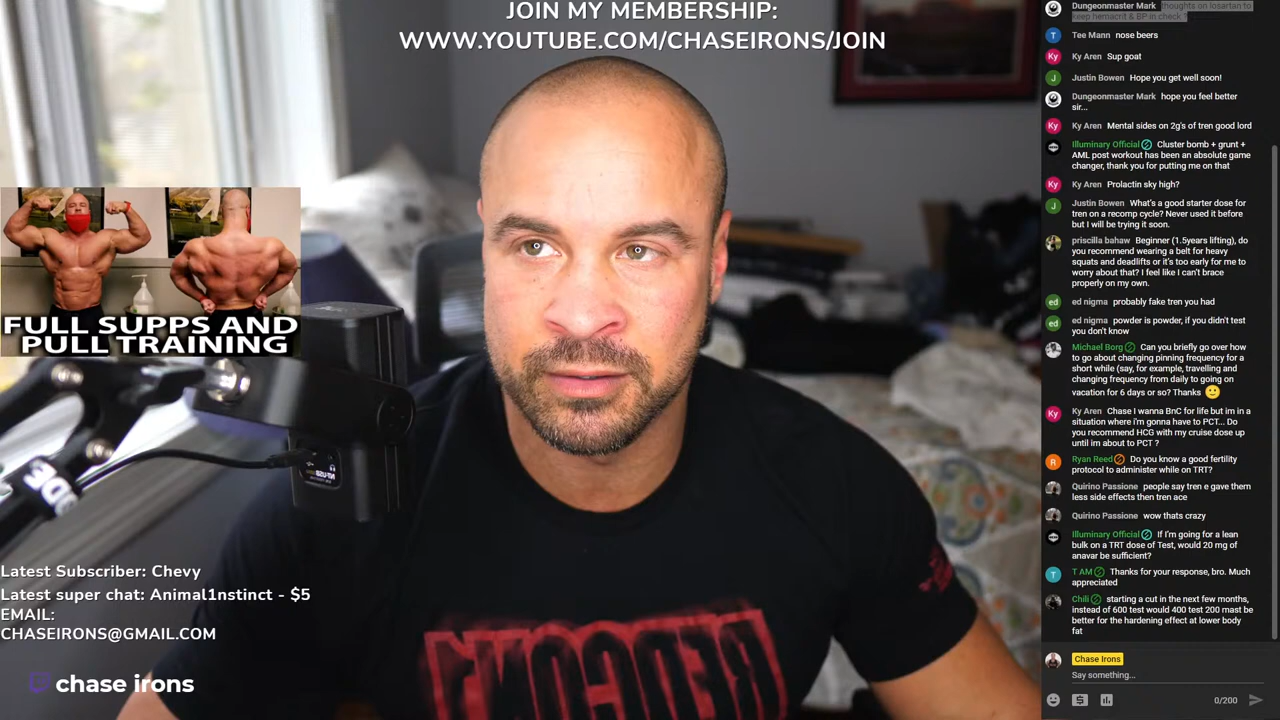 JOIN MY MEMBERSHIP:
WWW.YOUTUBE.COM/CHASEIRONS/JOIN
FULL SUPPS AND
PULL TRAINING
Latest Subscriber: Chevy
Latest super chat: Animal1nstinct - $5
EMAIL:
CHASEIRONS@GMAIL.COM
chase irons
REDCON1
Dungeonmaster Mark thoughts on losartan to
keep hemacrit & BP in check ?
T
Tee Mann nose beers
Ky
Ky Aren Sup goat
J
Justin Bowen Hope you get well soon!
Dungeonmaster Mark hope you feel better
sir...
Ky
Ky Aren Mental sides on 2g's of tren good lord
Illuminary Official Cluster bomb + grunt +
AML post workout has been an absolute game
changer, thank you for putting me on that
Ky
Ky Aren Prolactin sky high?
J
Justin Bowen What's a good starter dose for
tren on a recomp cycle? Never used it before
but I will be trying it soon.
priscilla bahaw Beginner (1.5years lifting), do
you recommend wearing a belt for heavy
squats and deadlifts or it's too early for me to
worry about that? I feel like I can't brace
properly on my own.
ed
ed nigma probably fake tren you had
ed
ed nigma powder is powder, if you didn't test
you don't know
Michael Borg Can you briefly go over how
to go about changing pinning frequency for a
short while (say, for example, travelling and
changing frequency from daily to going on
vacation for 6 days or so? Thanks 🙂
Ky
Ky Aren Chase I wanna BnC for life but im in a
situation where i'm gonna have to PCT... Do
you recommend HCG with my cruise dose up
until im about to PCT ?
R
Ryan Reed Do you know a good fertility
protocol to administer while on TRT?
Quirino Passione people say tren e gave them
less side effects then tren ace
Quirino Passione wow thats crazy
Illuminary Official If I'm going for a lean
bulk on a TRT dose of Test, would 20 mg of
anavar be sufficient?
T
T AM Thanks for your response, bro. Much
appreciated
Chili starting a cut in the next few months,
instead of 600 test would 400 test 200 mast be
better for the hardening effect at lower body
fat
Chase Irons
Say something...
0/200